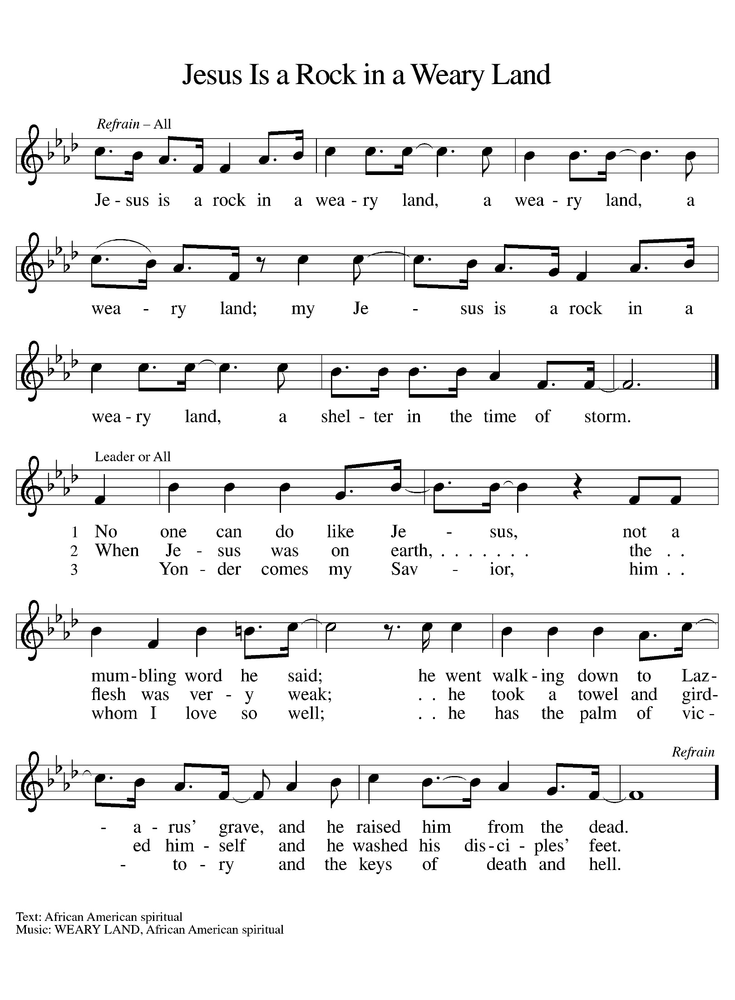 Jesus Is a Rock in a Weary Land
Refrain – All
Je - sus is a rock in a wea - ry land, a wea - ry land, a
wea - ry land; my Je - sus is a rock in a
wea - ry land, a shel - ter in the time of storm.
Leader or All
1 No one can do like Je - sus, not a
2 When Je - sus was on earth, . . . . . . . the . .
3 Yon - der comes my Sav - ior, him . .
mum - bling word he said; he went walk - ing down to Laz -
flesh was ver - y weak; . . he took a towel and gird -
whom I love so well; . . he has the palm of vic -
Refrain
- a - rus' grave, and he raised him from the dead.
ed him - self and he washed his dis - ci - ples' feet.
- to - ry and the keys of death and hell.
Text: African American spiritual
Music: WEARY LAND, African American spiritual